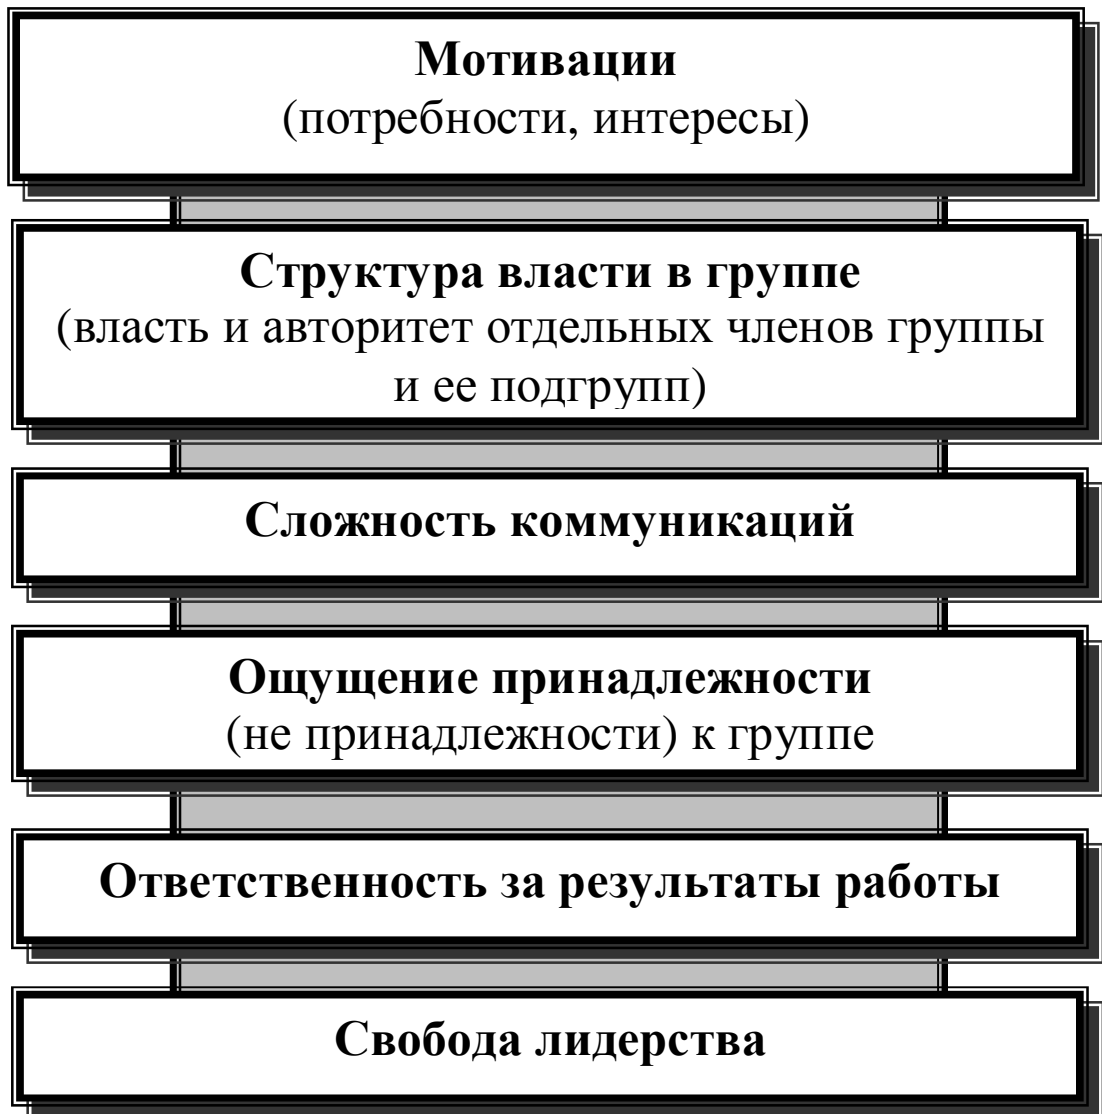 Мотивации
(потребности, интересы)
Структура власти в группе
(власть и авторитет отдельных членов группы
и ее подгрупп)
Сложность коммуникаций
Ощущение принадлежности
(не принадлежности) к группе
Ответственность за результаты работы
Свобода лидерства